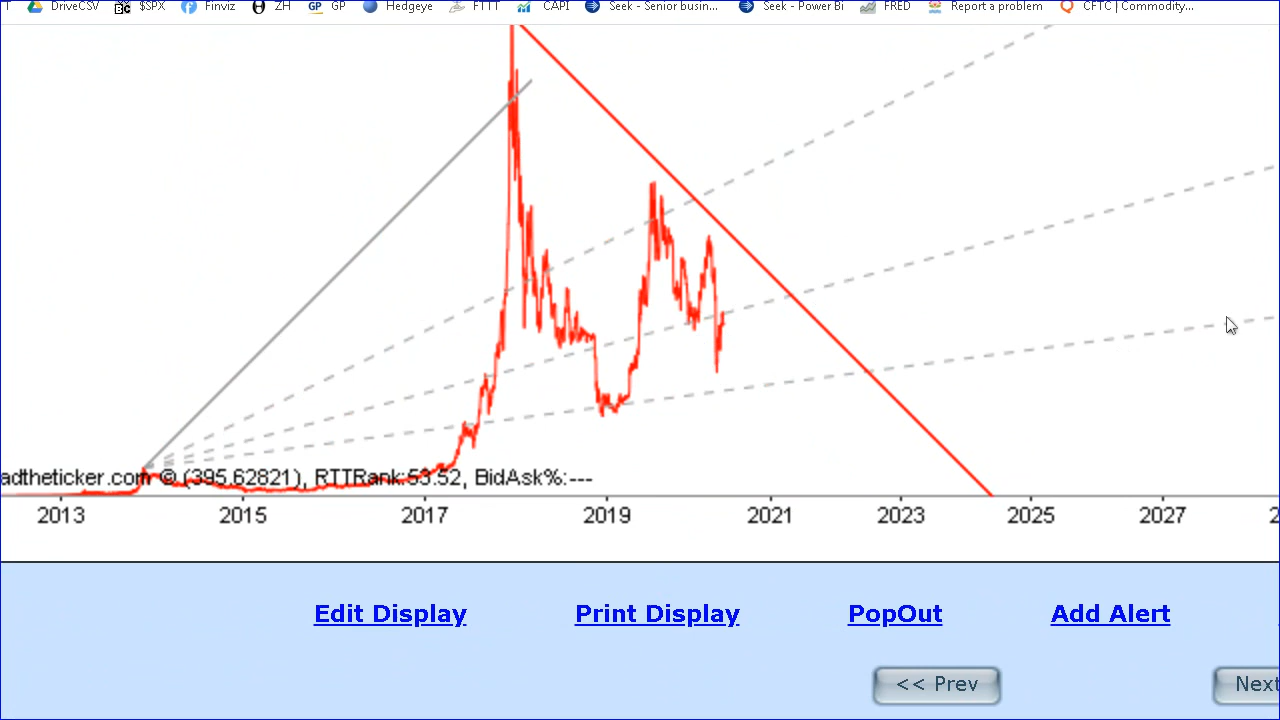 T DriveCSV $SPX Finviz ZH GP GP Hedgeye FTTT CAPI Seek - Senior busin... Seek - Power Bi FRED Report a problem CFTC | Commodity...
adtheticker.com © (395.62821), RTTRank:53.52, BidAsk%:---
2013 2015 2017 2019 2021 2023 2025 2027 2
Edit Display Print Display PopOut Add Alert
<< Prev Next